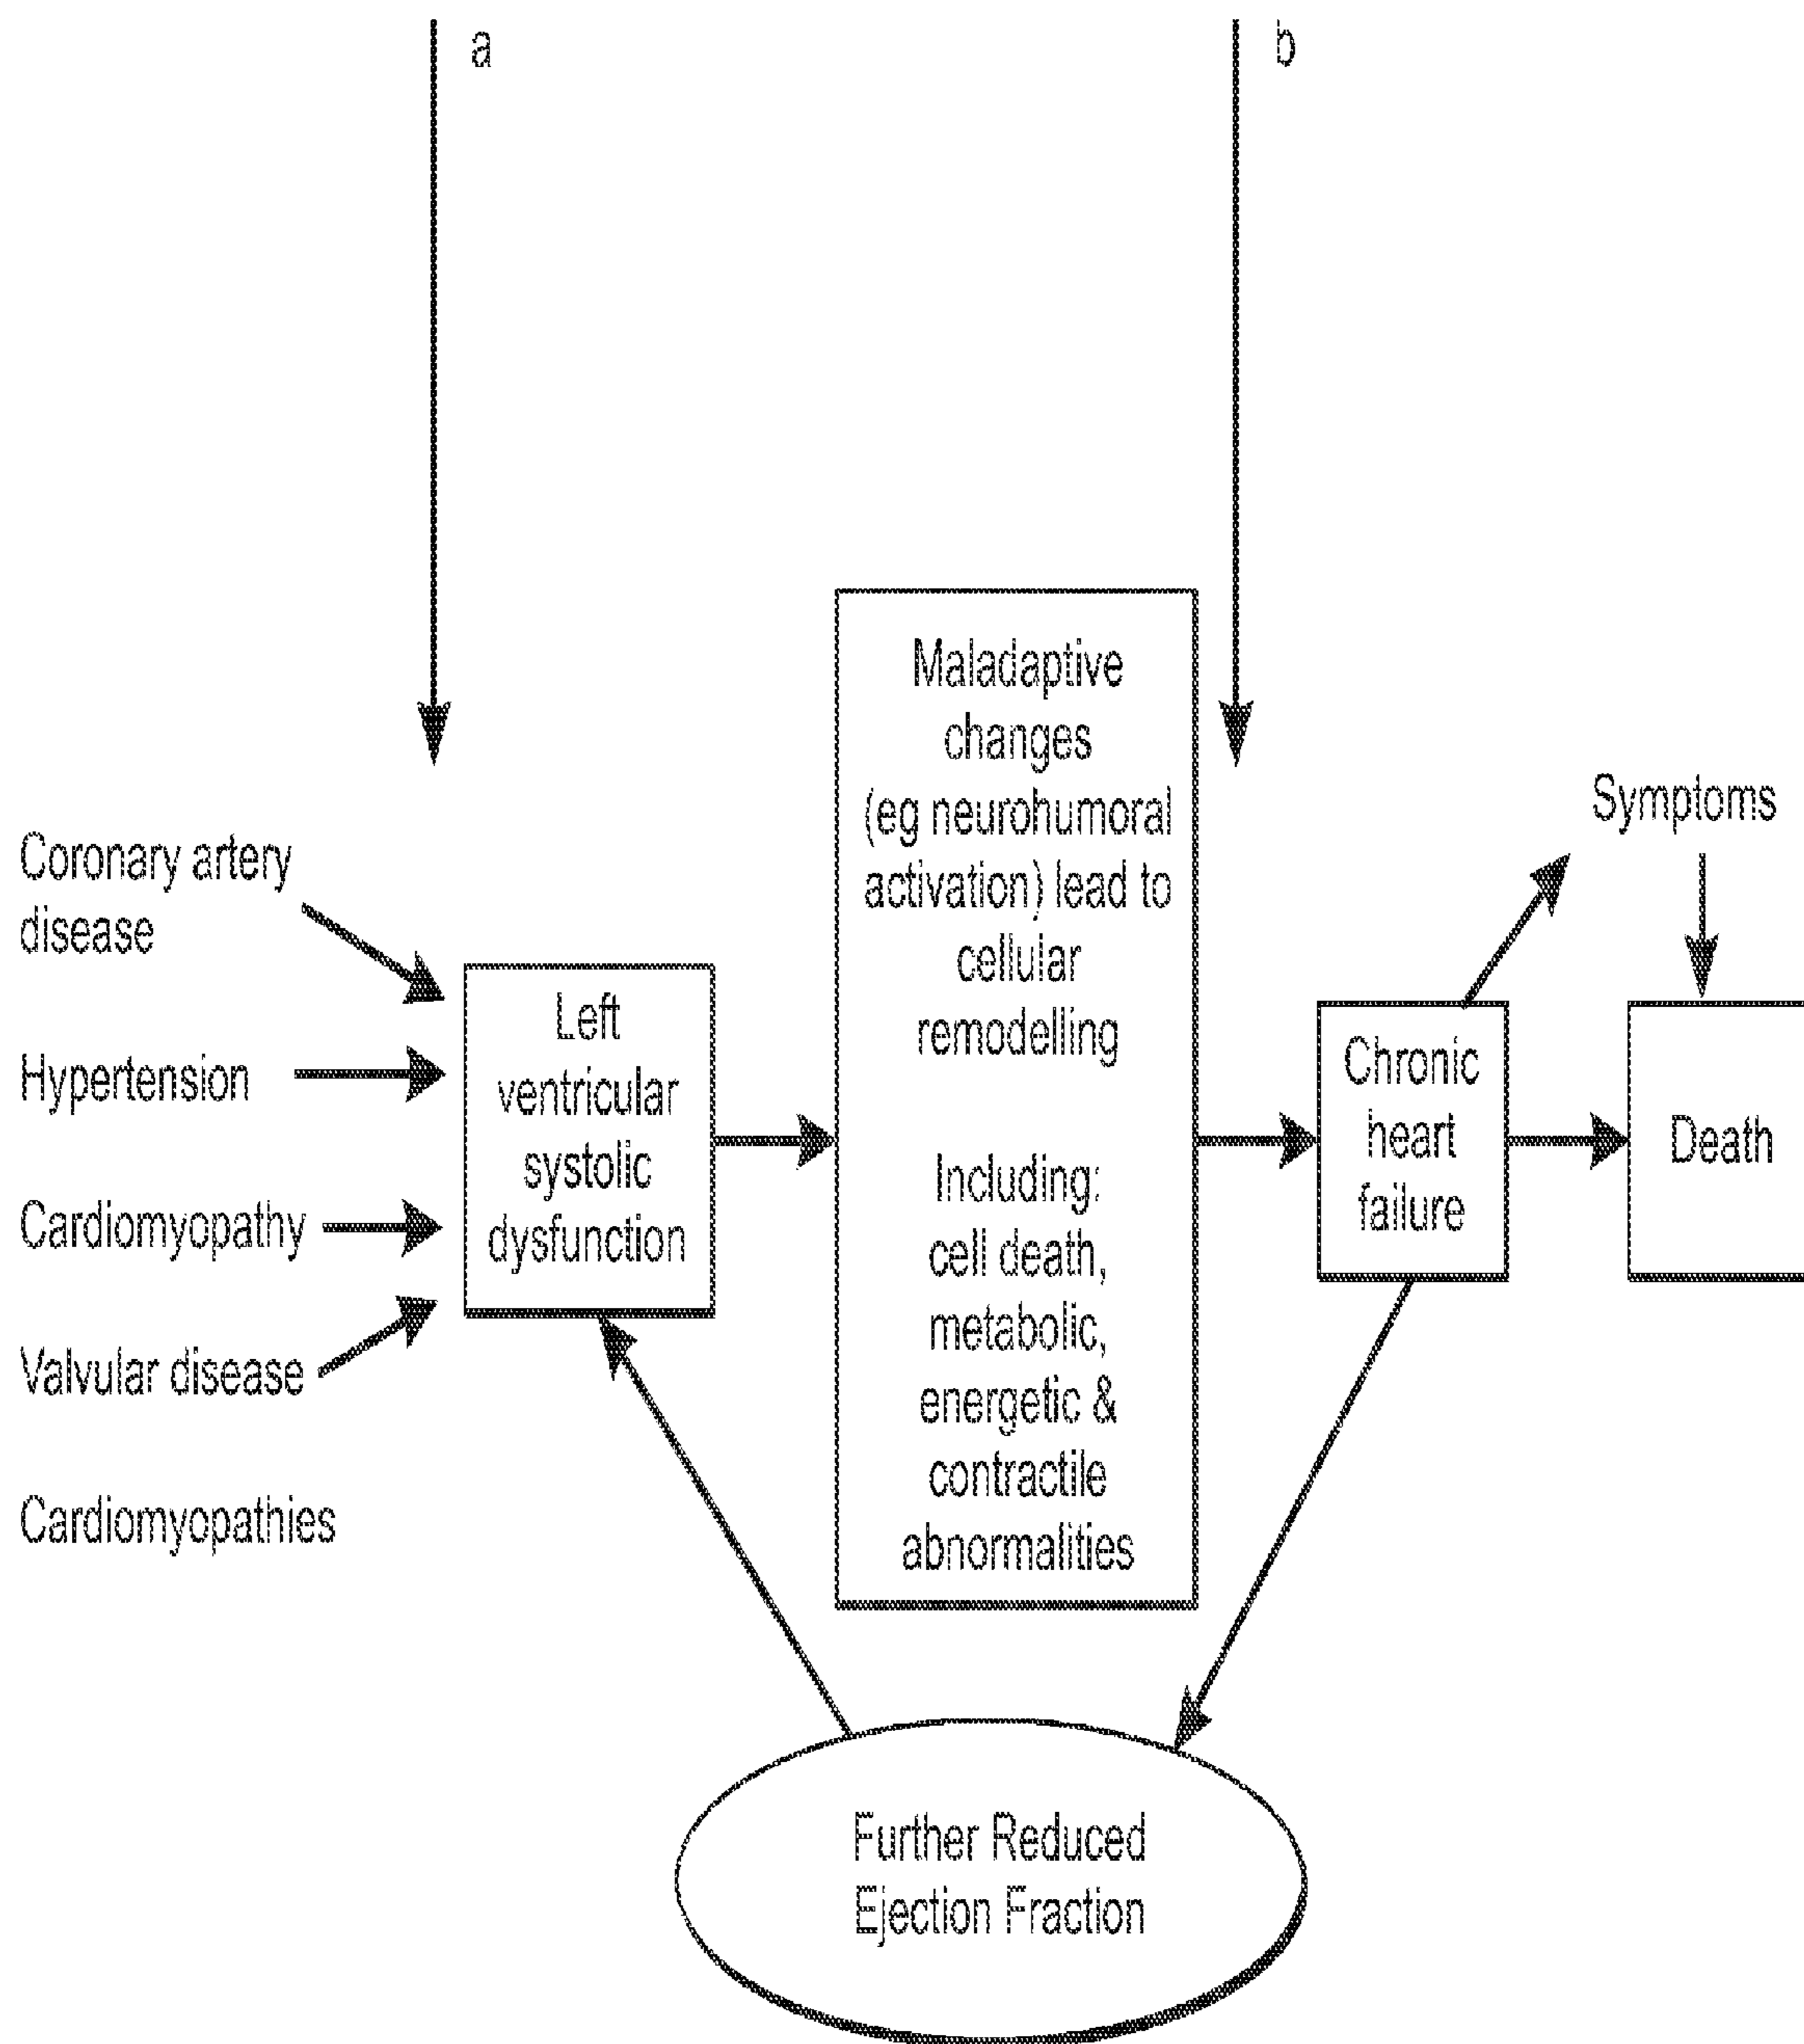 a
b
Coronary artery
disease
Hypertension
Cardiomyopathy
Valvular disease
Cardiomyopathies
Left
ventricular
systolic
dysfunction
Maladaptive
changes
(eg neurohumoral
activation) lead to
cellular
remodelling
Including:
cell death,
metabolic,
energetic &
contractile
abnormalities
Chronic
heart
failure
Symptoms
Death
Further Reduced
Ejection Fraction